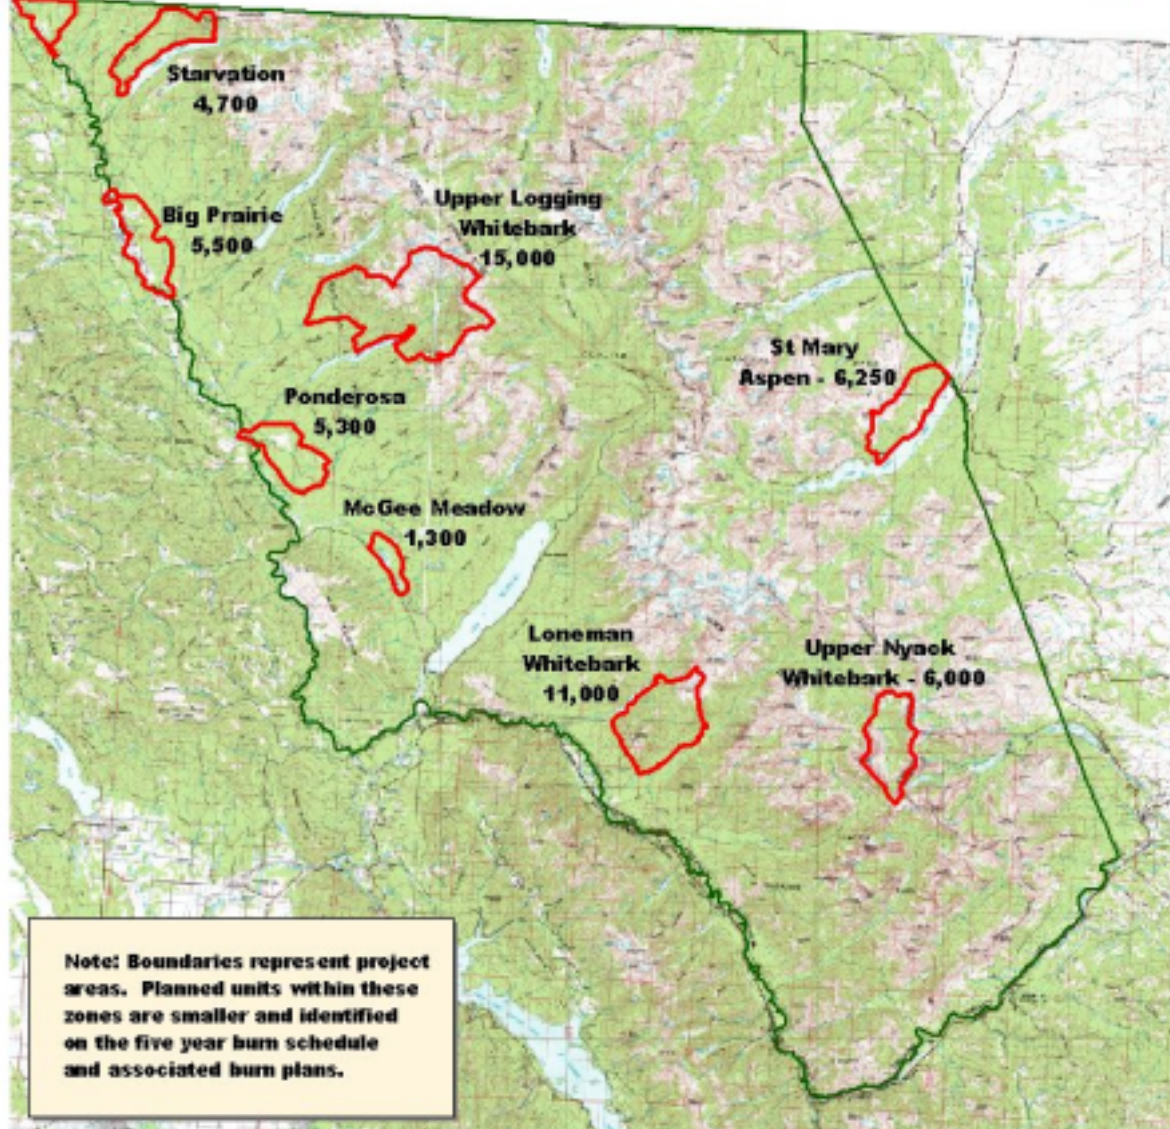 Starvation
4,700
Big Prairie
5,500
Upper Logging
Whitebark
15,000
St Mary
Aspen - 6,250
Ponderosa
5,300
McGee Meadow
1,300
Loneman
Whitebark
11,000
Upper Nyack
Whitebark - 6,000
Note: Boundaries represent project
areas. Planned units within these
zones are smaller and identified
on the five year burn schedule
and associated burn plans.